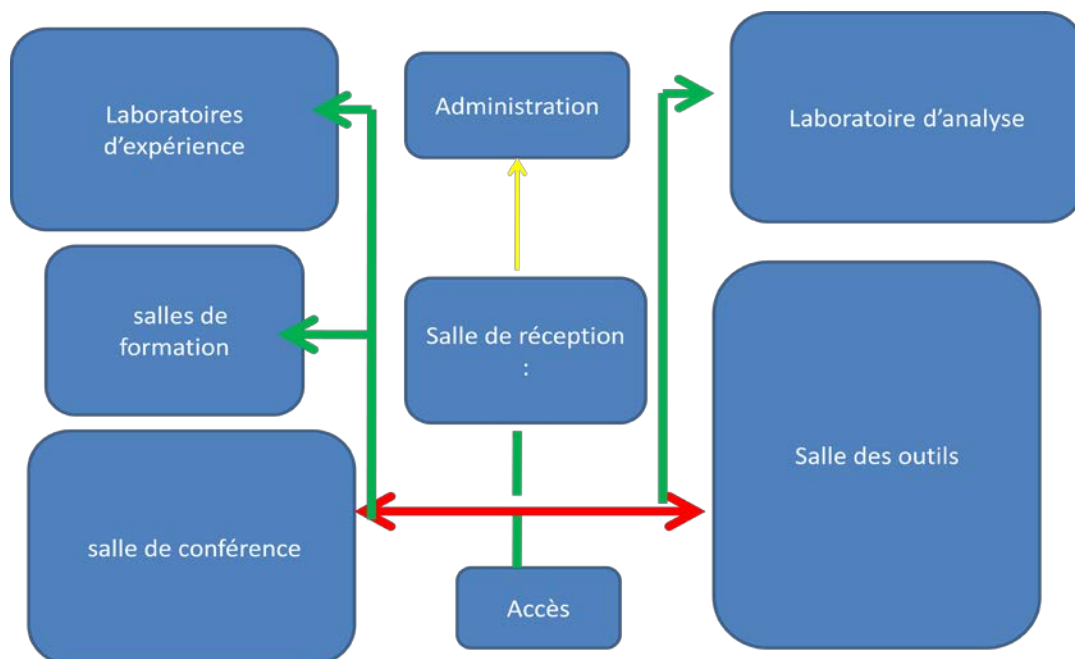 Laboratoires
d’expérience
Administration
Laboratoire d’analyse
salles de
formation
Salle de réception
:
Salle des outils
salle de conférence
Accès